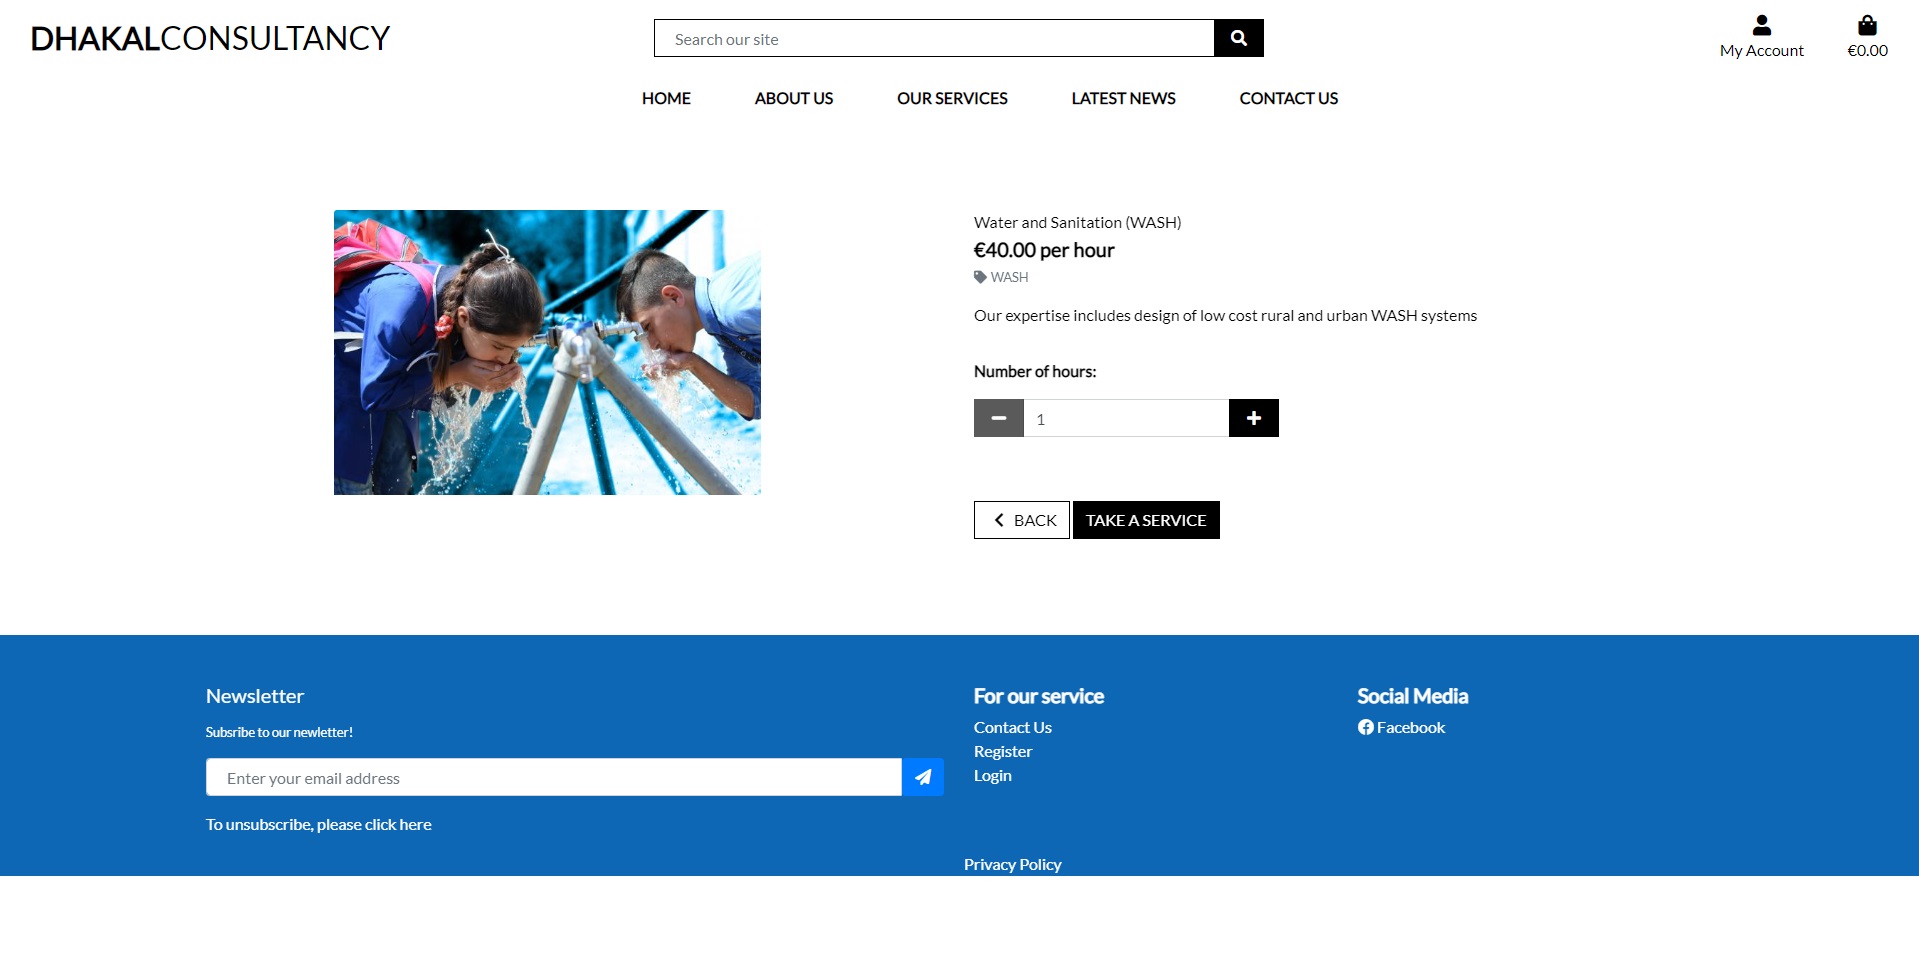 DHAKALCONSULTANCY
Search our site
My Account
€0.00
HOME ABOUT US OUR SERVICES LATEST NEWS CONTACT US
Water and Sanitation (WASH)
€40.00 per hour
WASH
Our expertise includes design of low cost rural and urban WASH systems
Number of hours:
1
BACK TAKE A SERVICE
Newsletter
Subsribe to our newletter!
Enter your email address
To unsubscribe, please click here
For our service
Contact Us
Register
Login
Social Media
Facebook
Privacy Policy